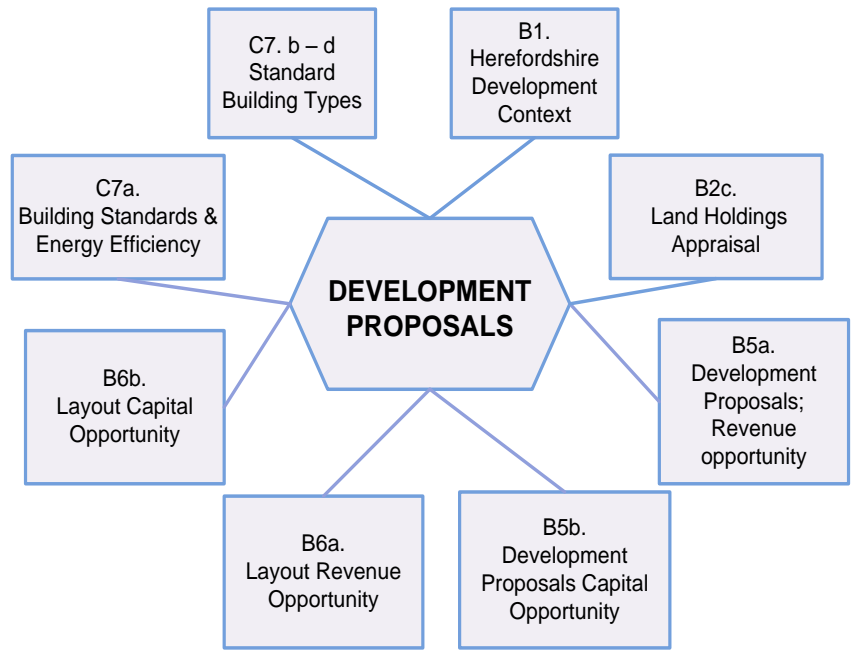 C7. b – d
Standard
Building Types
B1.
Herefordshire
Development
Context
C7a.
Building Standards &
Energy Efficiency
B2c.
Land Holdings
Appraisal
DEVELOPMENT
PROPOSALS
B6b.
Layout Capital
Opportunity
B5a.
Development
Proposals;
Revenue
opportunity
B6a.
Layout Revenue
Opportunity
B5b.
Development
Proposals Capital
Opportunity